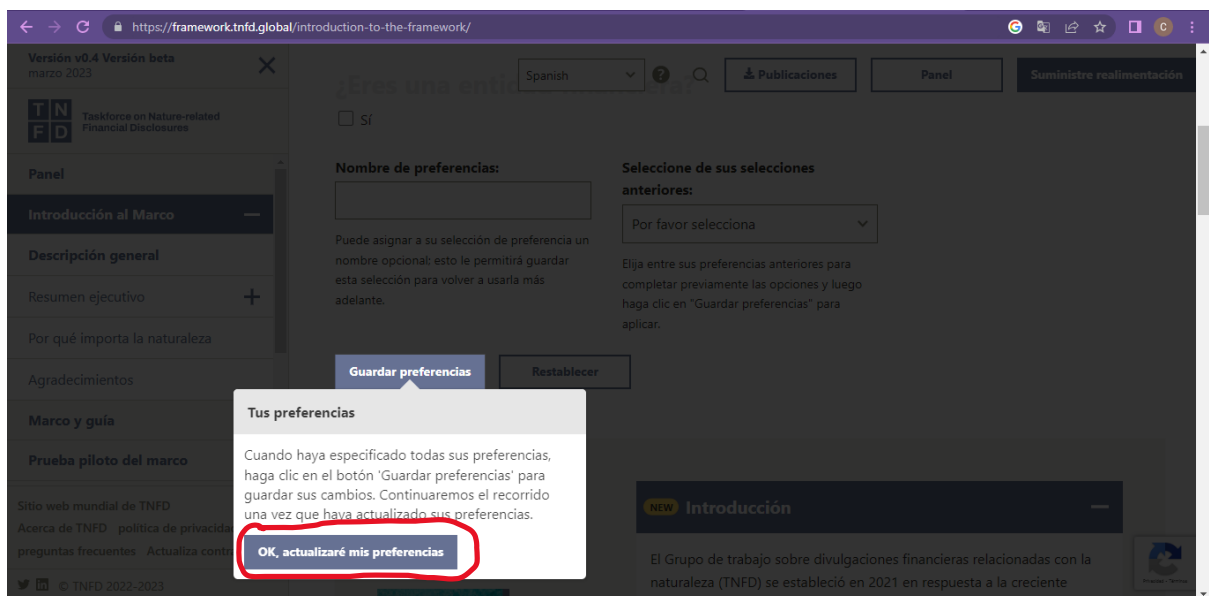 https://framework.tnfd.global/introduction-to-the-framework/
C
Versión v0.4 Versión beta
marzo 2023
TN
FD
Taskforce on Nature-related
Financial Disclosures
Panel
Introducción al Marco
Descripción general
Resumen ejecutivo
Por qué importa la naturaleza
Agradecimientos
Marco y guía
Prueba piloto del marco
Sitio web mundial de TNFD
Acerca de TNFD política de privacidad
preguntas frecuentes Actualiza contr
© TNFD 2022-2023
Spanish
Publicaciones
Panel
Suministre realimentación
¿Eres una entidad financiera?
Sí
Nombre de preferencias:
Puede asignar a su selección de preferencia un
nombre opcional: esto le permitirá guardar
esta selección para volver a usarla más
adelante.
Seleccione de sus selecciones
anteriores:
Por favor selecciona
Elija entre sus preferencias anteriores para
completar previamente las opciones y luego
haga clic en "Guardar preferencias" para
aplicar.
Guardar preferencias
Restablecer
Tus preferencias
Cuando haya especificado todas sus preferencias,
haga clic en el botón 'Guardar preferencias' para
guardar sus cambios. Continuaremos el recorrido
una vez que haya actualizado sus preferencias.
OK, actualizaré mis preferencias
NEW Introducción
El Grupo de trabajo sobre divulgaciones financieras relacionadas con la
naturaleza (TNFD) se estableció en 2021 en respuesta a la creciente